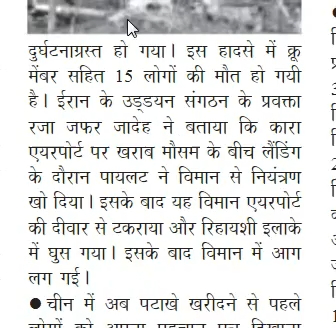 दुर्घटनाग्रस्त हो गया। इस हादसे में क्रू
मेंबर सहित 15 लोगों की मौत हो गयी
है। ईरान के उड्डयन संगठन के प्रवक्ता
रजा जफर जादेह ने बताया कि कारा
एयरपोर्ट पर खराब मौसम के बीच लैंडिंग
के दौरान पायलट ने विमान से नियंत्रण
खो दिया। इसके बाद यह विमान एयरपोर्ट
की दीवार से टकराया और रिहायशी इलाके
में घुस गया। इसके बाद विमान में आग
लग गई।
● चीन में अब पटाखे खरीदने से पहले